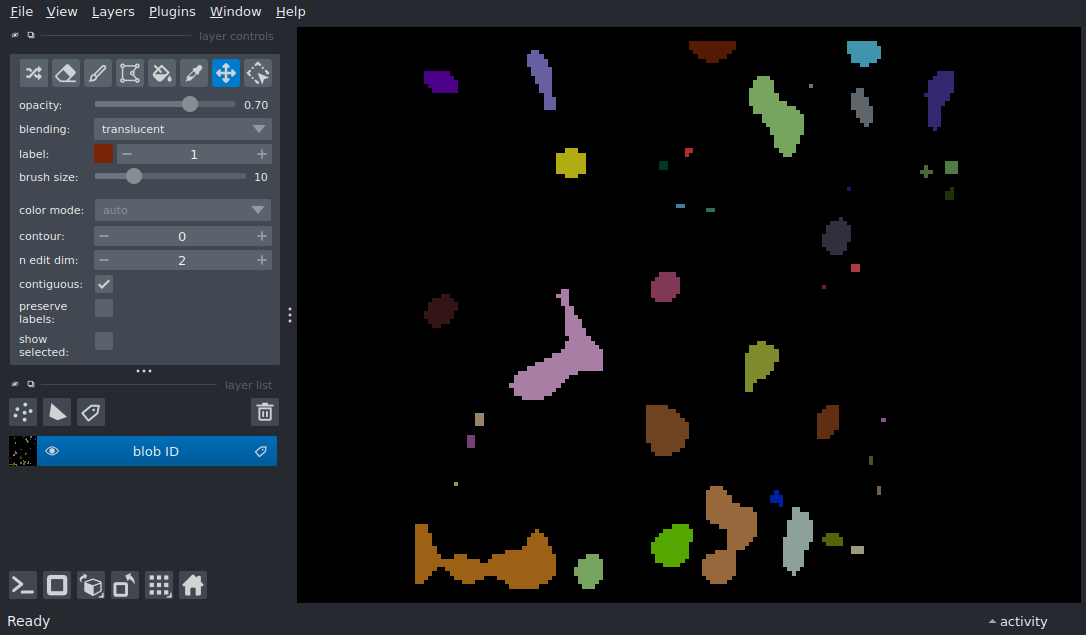 File View Layers Plugins Window Help
layer controls
opacity: 0.70
blending: translucent
label: 1
brush size: 10
color mode: auto
contour: 0
n edit dim: 2
contiguous:
preserve
labels:
show
selected:
layer list
blob ID
Ready
activity